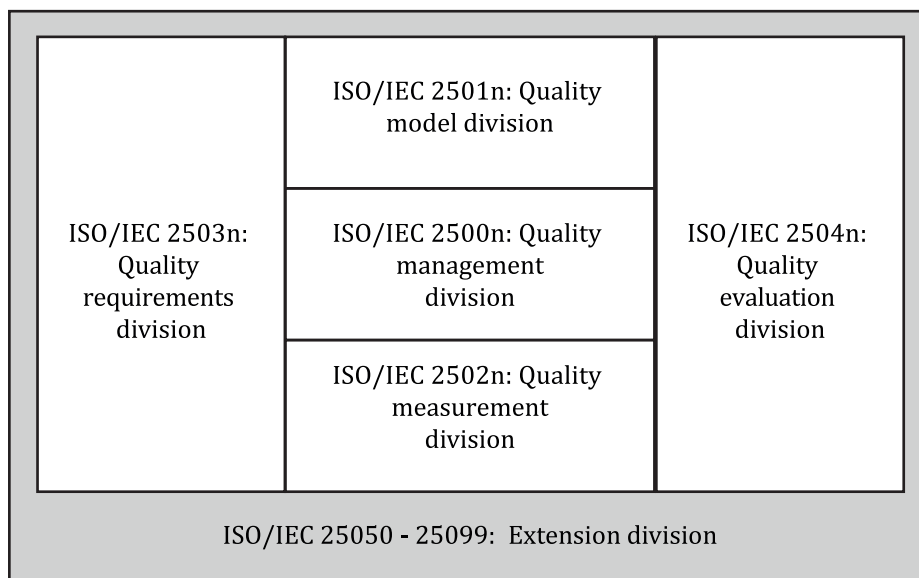 ISO/IEC 2501n: Quality
model division
ISO/IEC 2503n:
Quality
requirements
division
ISO/IEC 2500n: Quality
management
division
ISO/IEC 2504n:
Quality
evaluation
division
ISO/IEC 2502n: Quality
measurement
division
ISO/IEC 25050 - 25099: Extension division